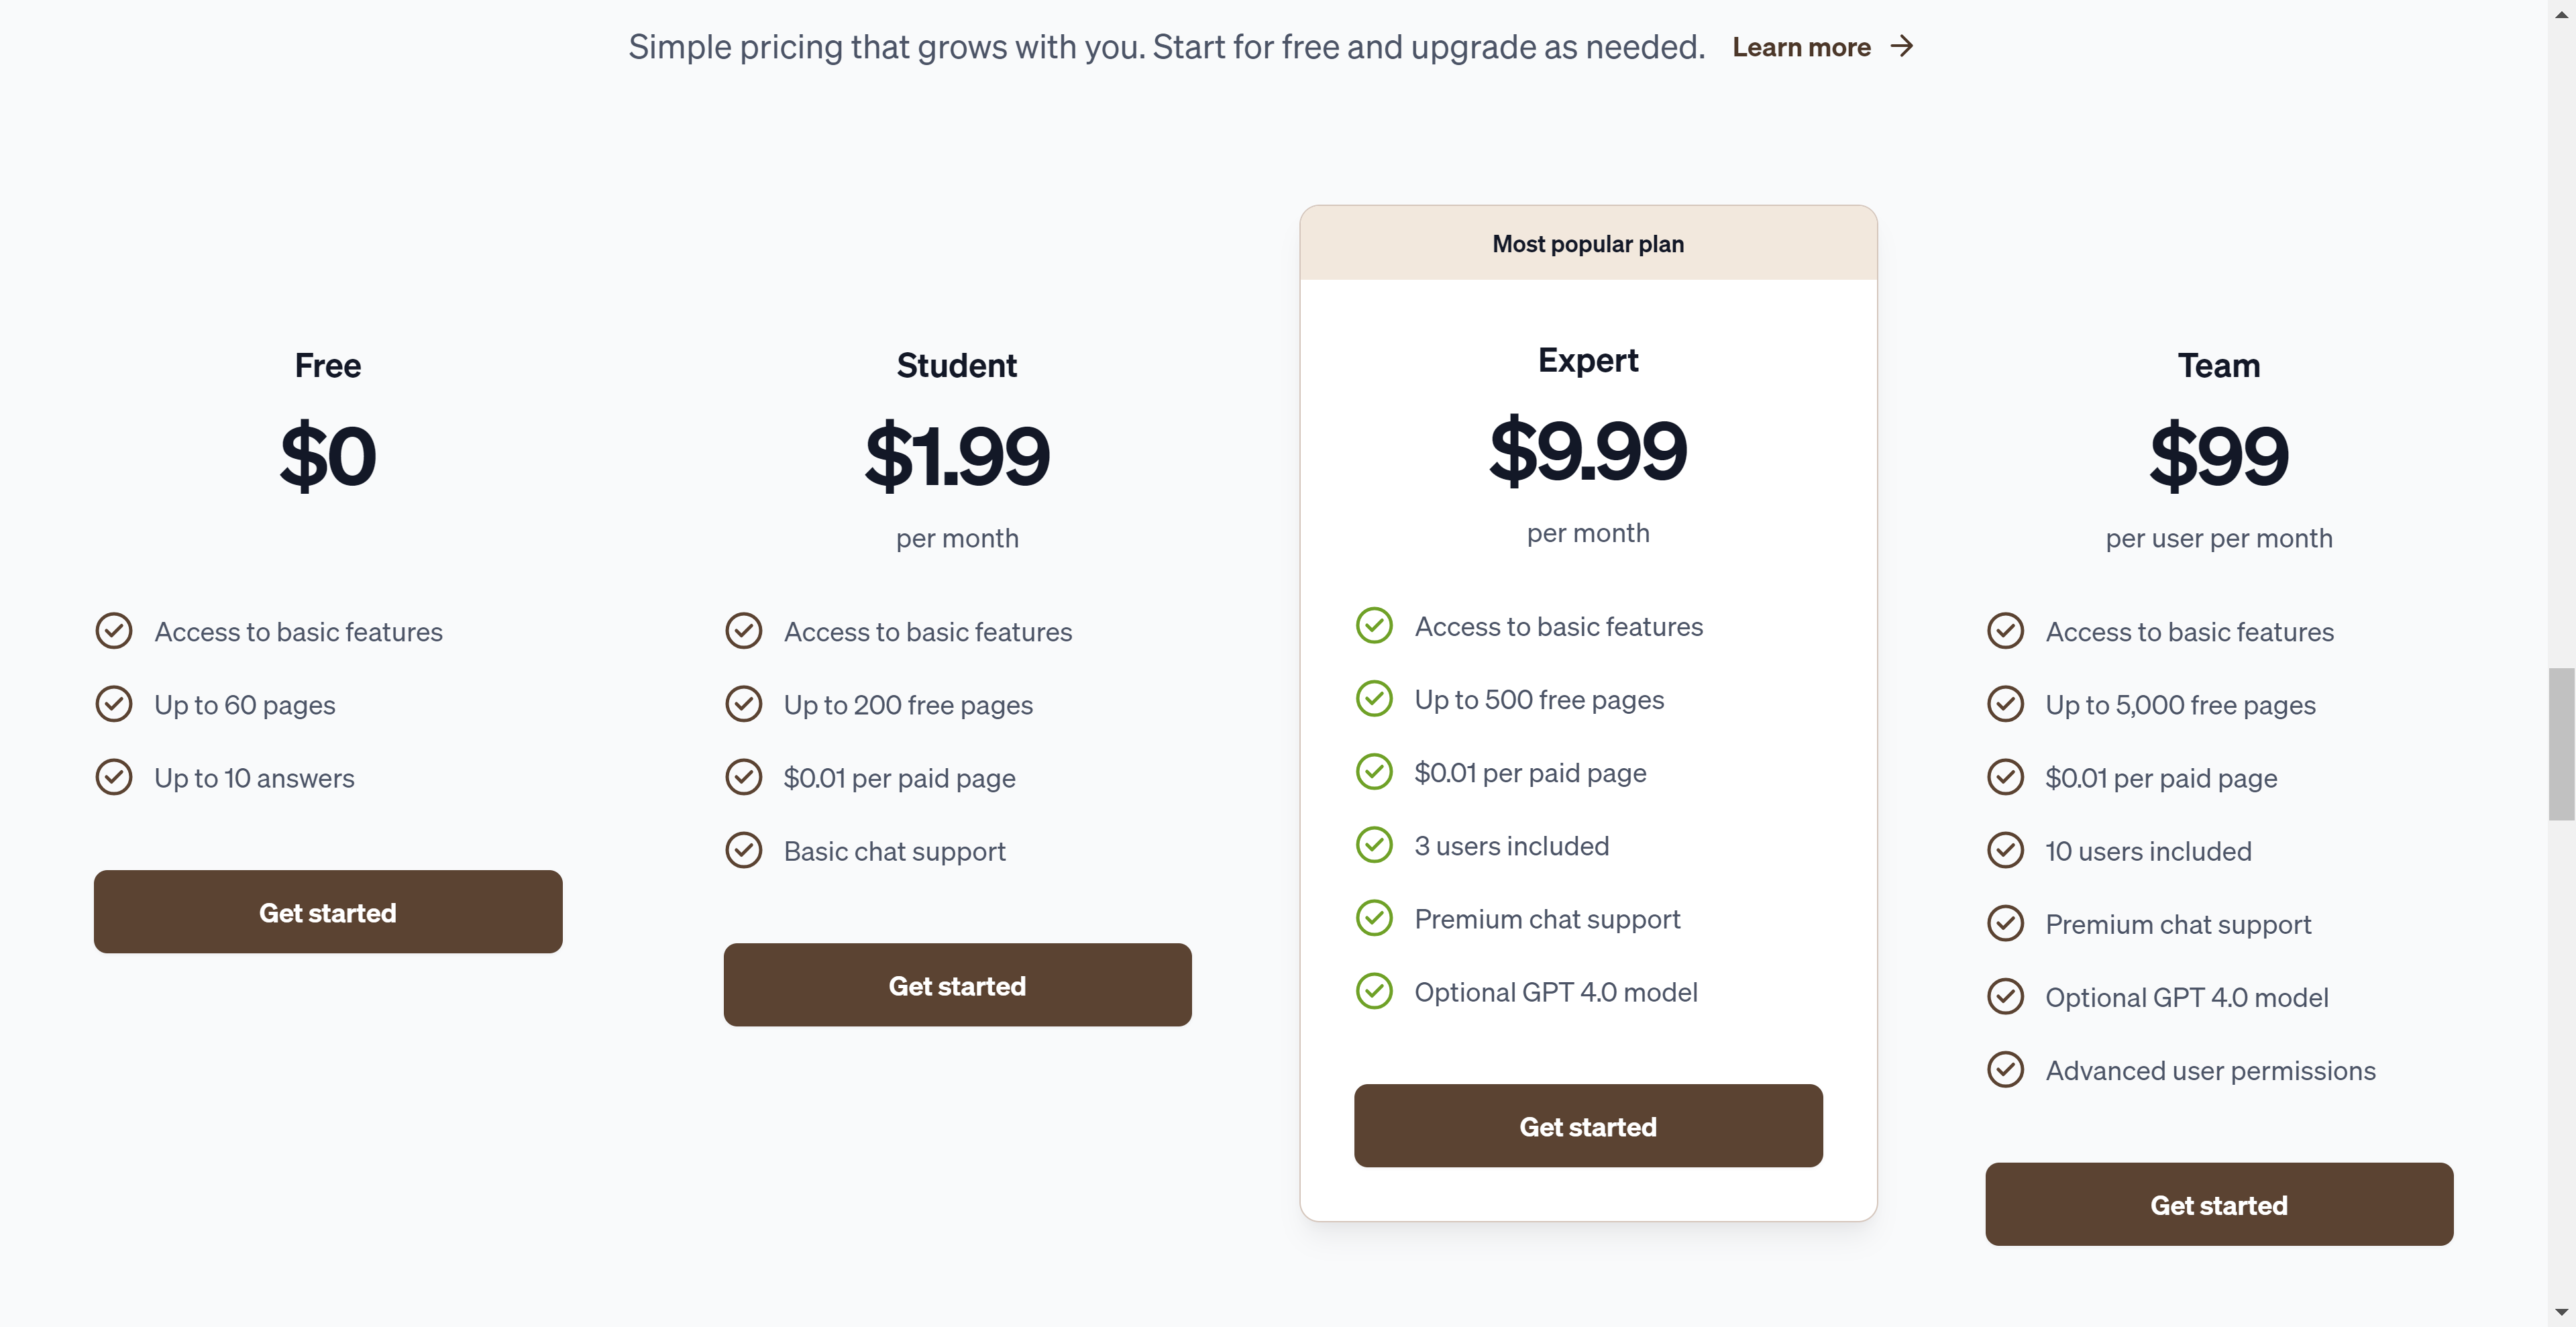 Simple pricing that grows with you. Start for free and upgrade as needed. Learn more →
Free
$0
Access to basic features
Up to 60 pages
Up to 10 answers
Get started
Student
$1.99
per month
Access to basic features
Up to 200 free pages
$0.01 per paid page
Basic chat support
Get started
Most popular plan
Expert
$9.99
per month
Access to basic features
Up to 500 free pages
$0.01 per paid page
3 users included
Premium chat support
Optional GPT 4.0 model
Get started
Team
$99
per user per month
Access to basic features
Up to 5,000 free pages
$0.01 per paid page
10 users included
Premium chat support
Optional GPT 4.0 model
Advanced user permissions
Get started